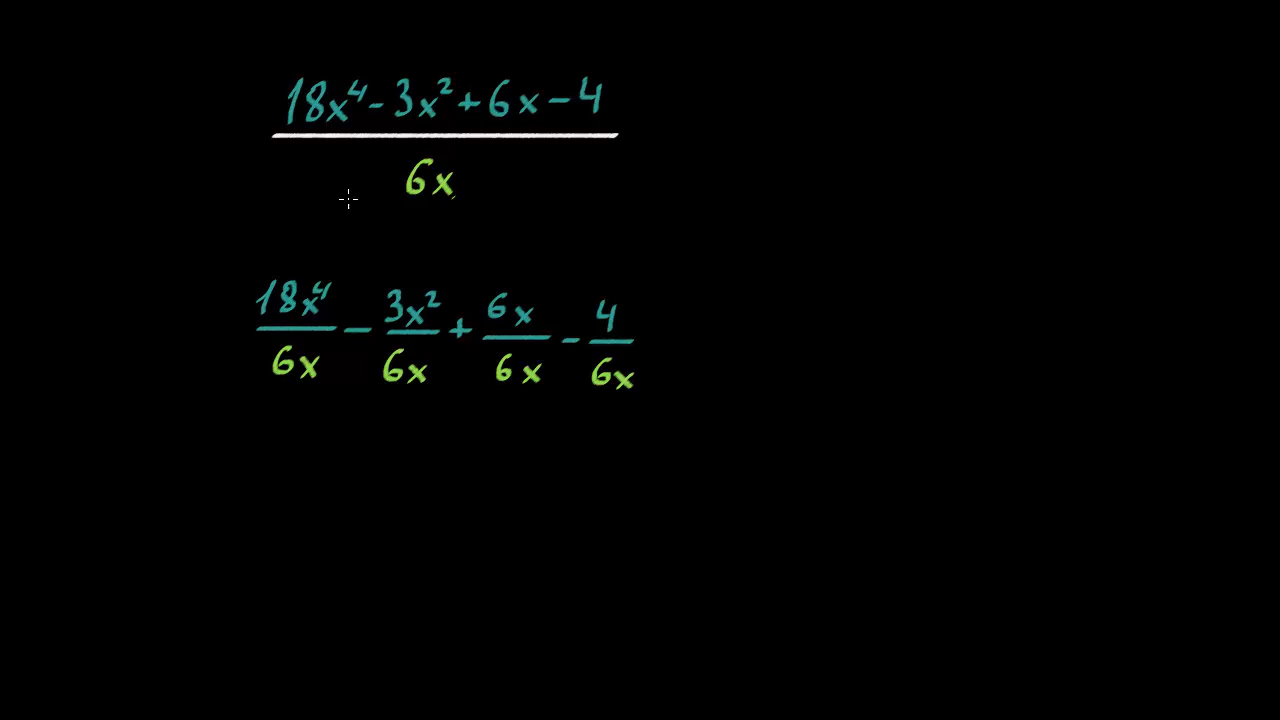 18x⁴ - 3x² + 6x - 4
6x
18x⁴ - 3x² + 6x - 4
6x 6x 6x 6x